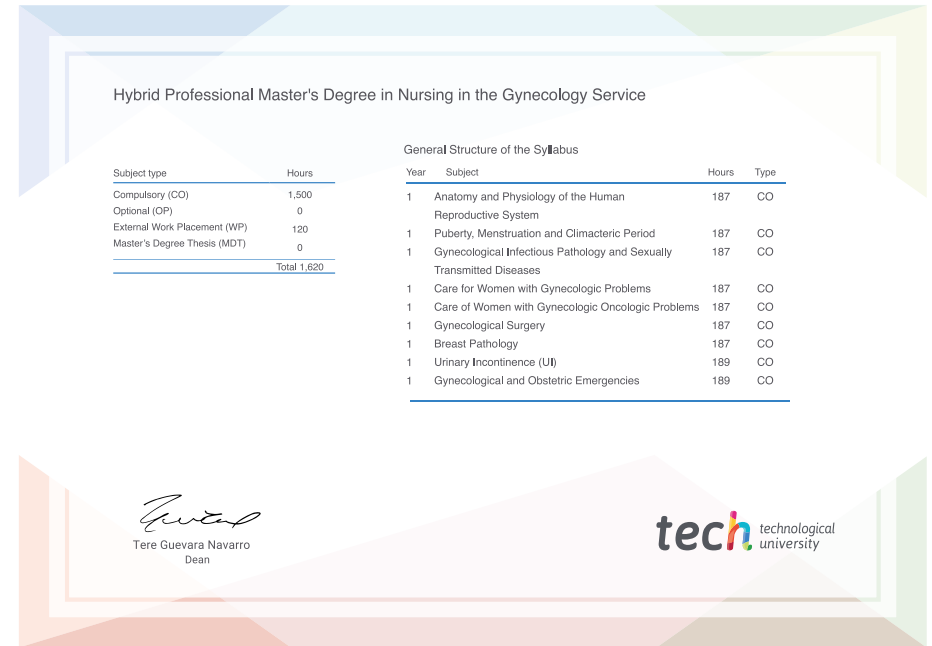 Hybrid Professional Master's Degree in Nursing in the Gynecology Service
Subject type Hours
Compulsory (CO) 1,500
Optional (OP) 0
External Work Placement (WP) 120
Master's Degree Thesis (MDT) 0
Total 1,620
General Structure of the Syllabus
Year Subject Hours Type
1 Anatomy and Physiology of the Human 187 CO
Reproductive System
1 Puberty, Menstruation and Climacteric Period 187 CO
1 Gynecological Infectious Pathology and Sexually 187 CO
Transmitted Diseases
1 Care for Women with Gynecologic Problems 187 CO
1 Care of Women with Gynecologic Oncologic Problems 187 CO
1 Gynecological Surgery 187 CO
1 Breast Pathology 187 CO
1 Urinary Incontinence (UI) 189 CO
1 Gynecological and Obstetric Emergencies 189 CO
Tere Guevara Navarro
Dean
tech technological
university